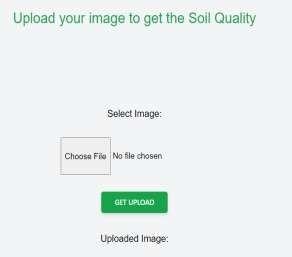 Upload your image to get the Soil Quality
Select Image:
Choose File No file chosen
GET UPLOAD
Uploaded Image: